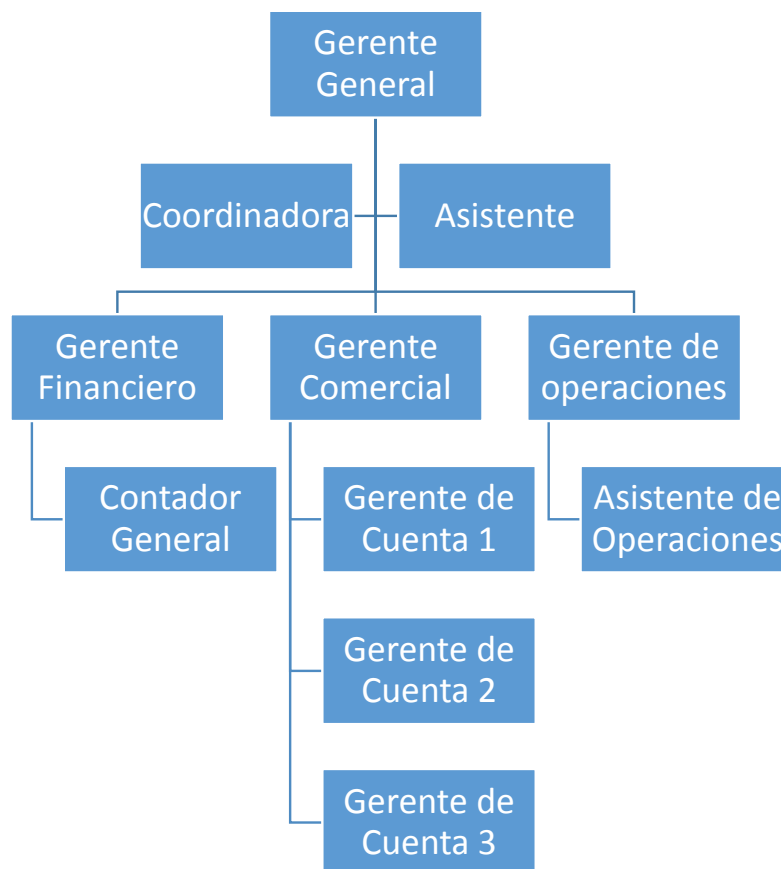 Gerente
General
Coordinadora
Asistente
Gerente
Financiero
Gerente
Comercial
Gerente de
operaciones
Contador
General
Gerente de
Cuenta 1
Asistente de
Operaciones
Gerente de
Cuenta 2
Gerente de
Cuenta 3